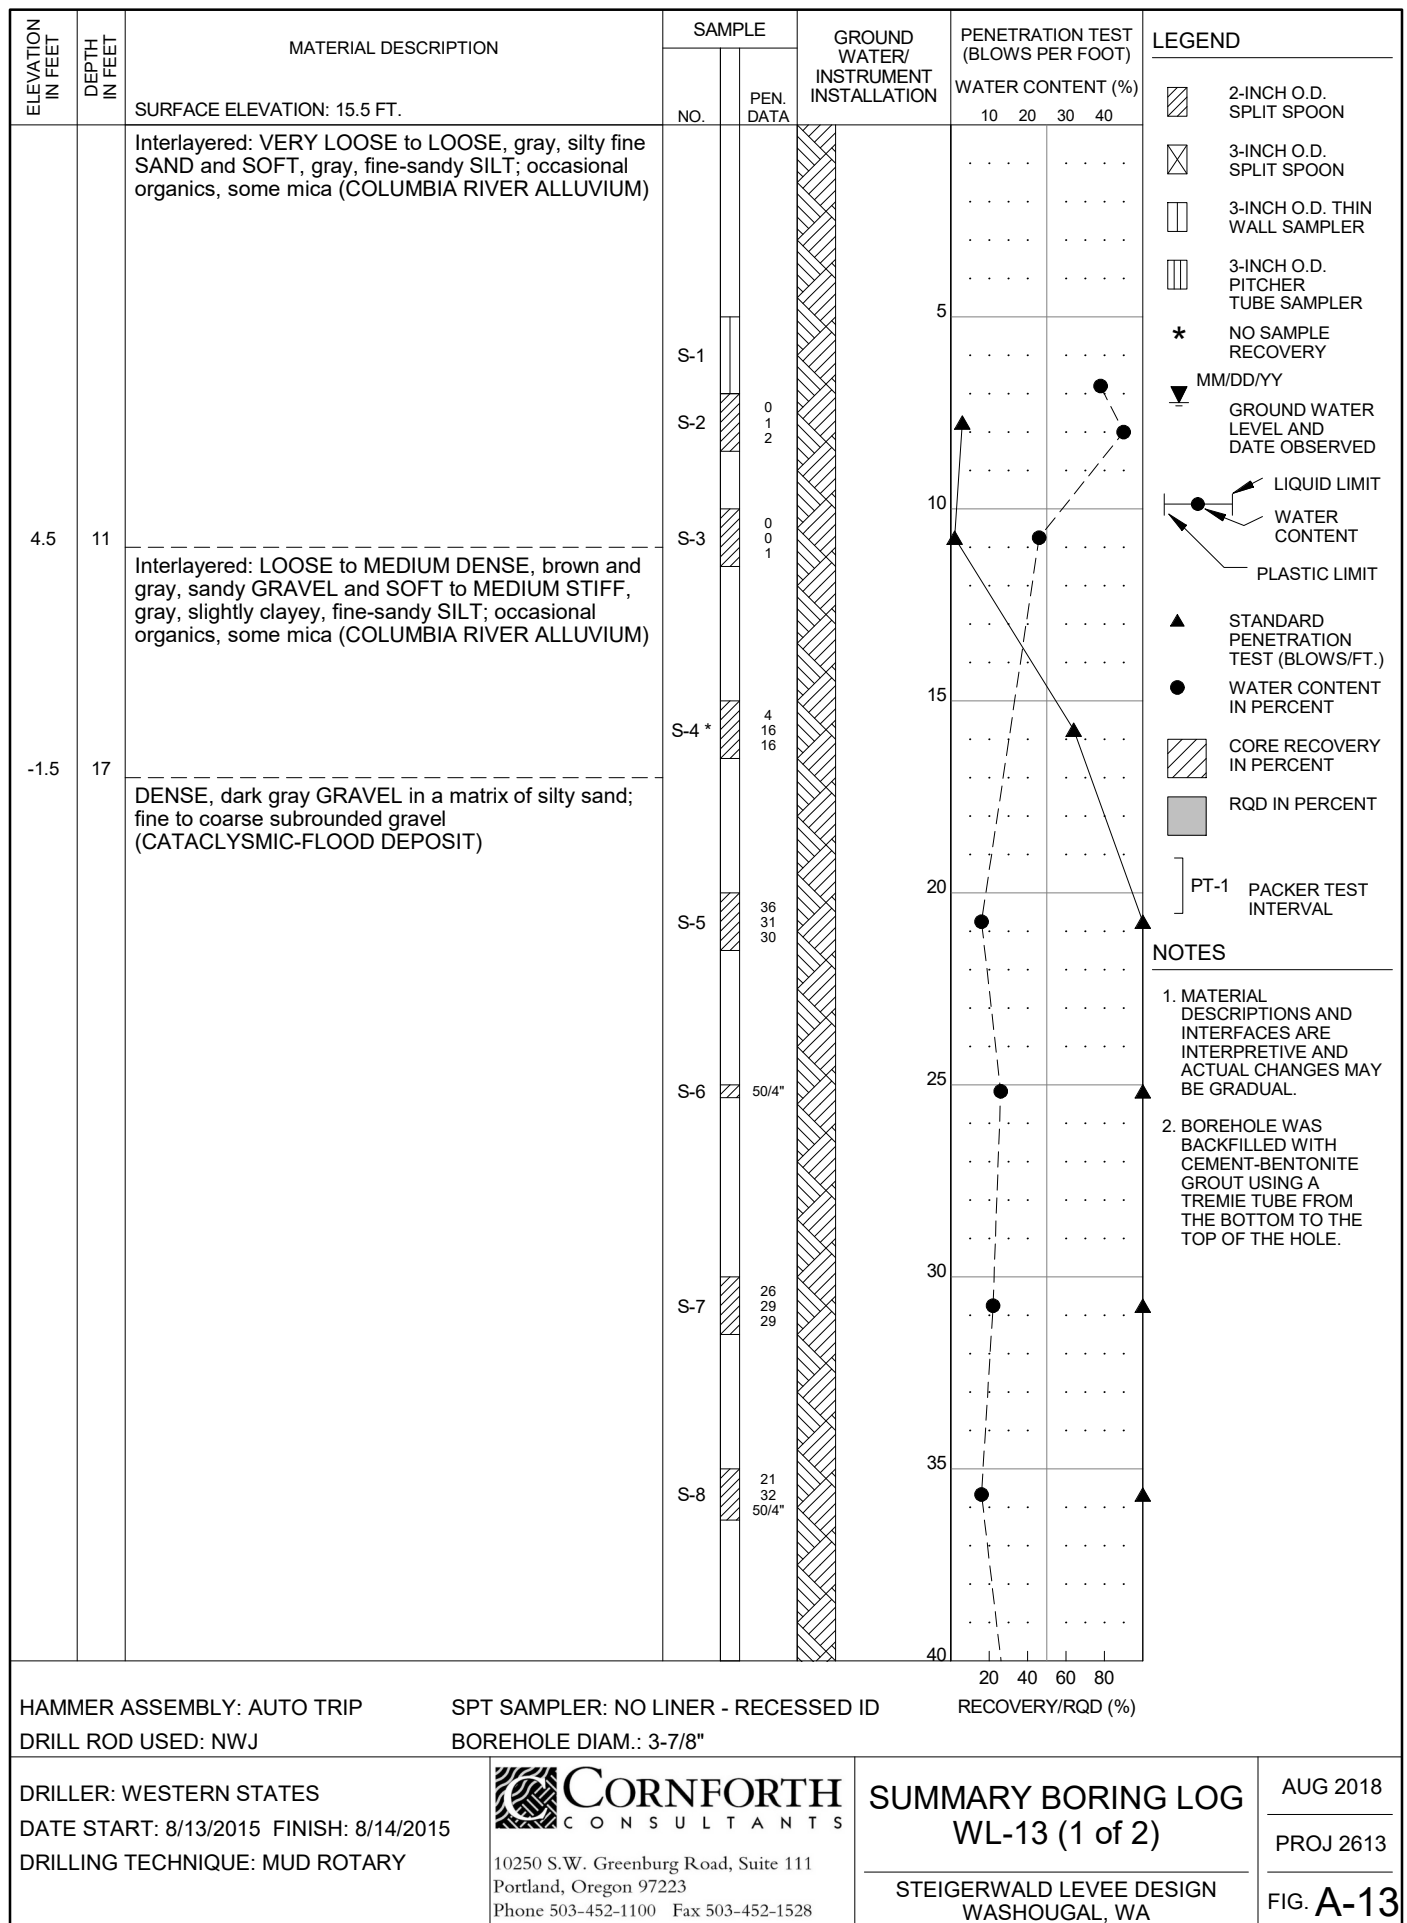 ELEVATION
IN FEET
DEPTH
IN FEET
MATERIAL DESCRIPTION
SURFACE ELEVATION: 15.5 FT.
SAMPLE
NO.
PEN.
DATA
GROUND
WATER/
INSTRUMENT
INSTALLATION
PENETRATION TEST
(BLOWS PER FOOT)
WATER CONTENT (%)
10 20 30 40
Interlayered: VERY LOOSE to LOOSE, gray, silty fine
SAND and SOFT, gray, fine-sandy SILT; occasional
organics, some mica (COLUMBIA RIVER ALLUVIUM)
5
S-1
S-2
0
1
2
10
4.5 11
S-3
0
0
1
Interlayered: LOOSE to MEDIUM DENSE, brown and
gray, sandy GRAVEL and SOFT to MEDIUM STIFF,
gray, slightly clayey, fine-sandy SILT; occasional
organics, some mica (COLUMBIA RIVER ALLUVIUM)
15
S-4 *
4
16
16
-1.5 17
DENSE, dark gray GRAVEL in a matrix of silty sand;
fine to coarse subrounded gravel
(CATACLYSMIC-FLOOD DEPOSIT)
20
S-5
36
31
30
25
S-6 50/4"
30
S-7
26
29
29
35
S-8
21
32
50/4"
40
20 40 60 80
RECOVERY/RQD (%)
LEGEND
2-INCH O.D.
SPLIT SPOON
3-INCH O.D.
SPLIT SPOON
3-INCH O.D. THIN
WALL SAMPLER
3-INCH O.D.
PITCHER
TUBE SAMPLER
* NO SAMPLE
RECOVERY
MM/DD/YY
GROUND WATER
LEVEL AND
DATE OBSERVED
LIQUID LIMIT
WATER
CONTENT
PLASTIC LIMIT
STANDARD
PENETRATION
TEST (BLOWS/FT.)
WATER CONTENT
IN PERCENT
CORE RECOVERY
IN PERCENT
RQD IN PERCENT
PT-1 PACKER TEST
INTERVAL
NOTES
1. MATERIAL
DESCRIPTIONS AND
INTERFACES ARE
INTERPRETIVE AND
ACTUAL CHANGES MAY
BE GRADUAL.
2. BOREHOLE WAS
BACKFILLED WITH
CEMENT-BENTONITE
GROUT USING A
TREMIE TUBE FROM
THE BOTTOM TO THE
TOP OF THE HOLE.
HAMMER ASSEMBLY: AUTO TRIP SPT SAMPLER: NO LINER - RECESSED ID
DRILL ROD USED: NWJ BOREHOLE DIAM.: 3-7/8"
DRILLER: WESTERN STATES
DATE START: 8/13/2015 FINISH: 8/14/2015
DRILLING TECHNIQUE: MUD ROTARY
CORNFORTH
CONSULTANTS
10250 S.W. Greenburg Road, Suite 111
Portland, Oregon 97223
Phone 503-452-1100 Fax 503-452-1528
SUMMARY BORING LOG
WL-13 (1 of 2)
STEIGERWALD LEVEE DESIGN
WASHOUGAL, WA
AUG 2018
PROJ 2613
FIG. A-13